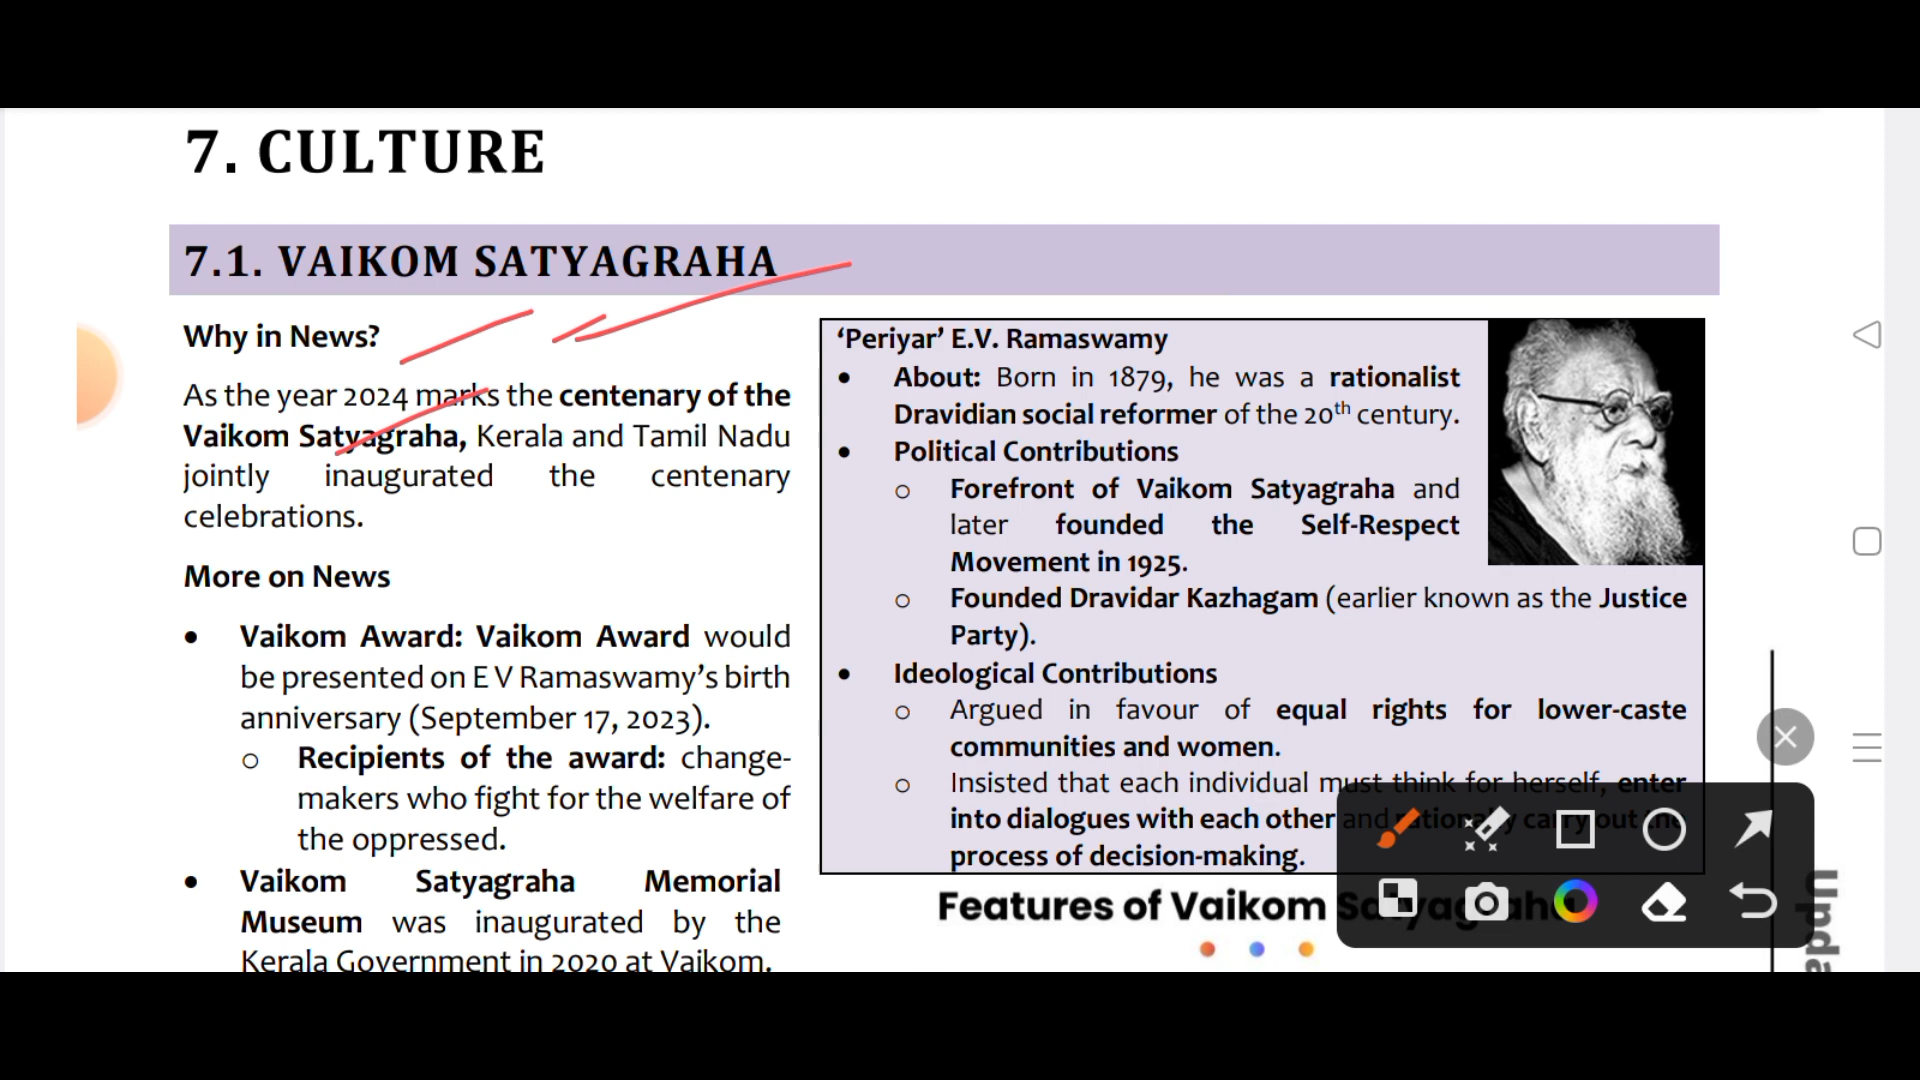 7. CULTURE
7.1. VAIKOM SATYAGRAHA
Why in News?
As the year 2024 marks the centenary of the
Vaikom Satyagraha, Kerala and Tamil Nadu
jointly inaugurated the centenary
celebrations.
More on News
• Vaikom Award: Vaikom Award would
be presented on E V Ramaswamy's birth
anniversary (September 17, 2023).
o Recipients of the award: change-
makers who fight for the welfare of
the oppressed.
• Vaikom Satyagraha Memorial
Museum was inaugurated by the
Kerala Government in 2020 at Vaikom.
'Periyar' E.V. Ramaswamy
• About: Born in 1879, he was a rationalist
Dravidian social reformer of the 20th century.
• Political Contributions
o Forefront of Vaikom Satyagraha and
later founded the Self-Respect
Movement in 1925.
o Founded Dravidar Kazhagam (earlier known as the Justice
Party).
• Ideological Contributions
o Argued in favour of equal rights for lower-caste
communities and women.
o Insisted that each individual must think for herself, enter
into dialogues with each other and rationally carry out the
process of decision-making.
Features of Vaikom Satyagraha
Upda